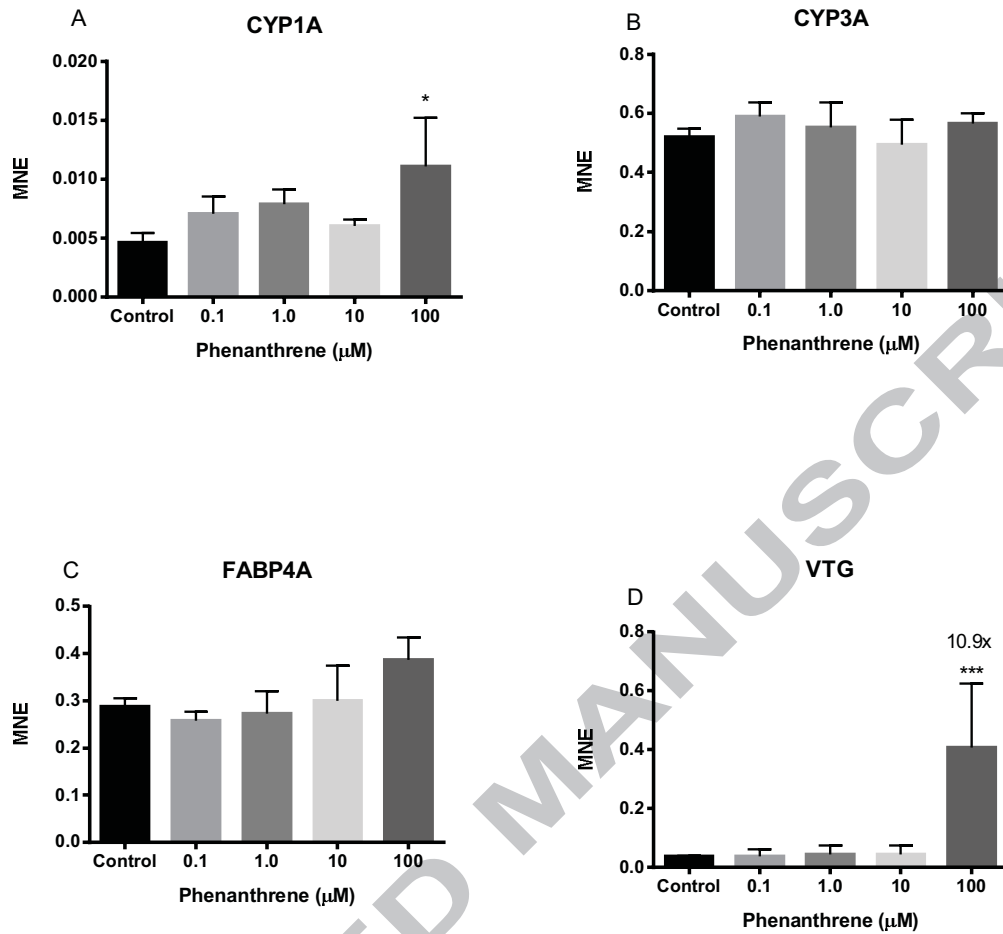 A
CYP1A
0.020
0.015
0.010
0.005
0.000
MNE
*
Control 0.1 1.0 10 100
Phenanthrene (μM)
B
CYP3A
0.8
0.6
0.4
0.2
0.0
MNE
Control 0.1 1.0 10 100
Phenanthrene (μM)
C
FABP4A
0.5
0.4
0.3
0.2
0.1
0.0
MNE
Control 0.1 1.0 10 100
Phenanthrene (μM)
D
VTG
0.8
0.6
0.4
0.2
0.0
MNE
10.9x
***
Control 0.1 1.0 10 100
Phenanthrene (μM)
ED MANUSCR